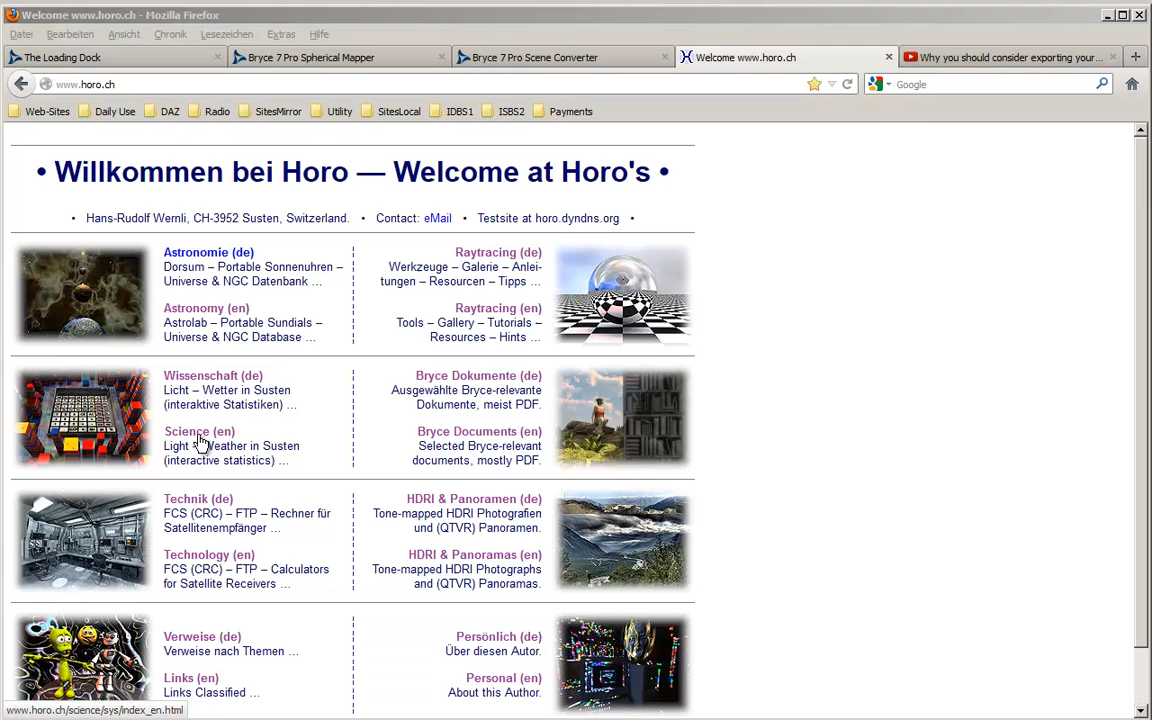 Welcome www.horo.ch - Mozilla Firefox
Datei Bearbeiten Ansicht Chronik Lesezeichen Extras Hilfe
The Loading Dock
Bryce 7 Pro Spherical Mapper
Bryce 7 Pro Scene Converter
Welcome www.horo.ch
Why you should consider exporting your...
www.horo.ch
Google
Web-Sites Daily Use DAZ Radio SitesMirror Utility SitesLocal IDBS1 ISBS2 Payments
• Willkommen bei Horo — Welcome at Horo's •
• Hans-Rudolf Wernli, CH-3952 Susten, Switzerland. • Contact: eMail • Testsite at horo.dyndns.org •
Astronomie (de)
Dorsum – Portable Sonnenuhren –
Universe & NGC Datenbank ...
Astronomy (en)
Astrolab – Portable Sundials –
Universe & NGC Database ...
Raytracing (de)
Werkzeuge – Galerie – Anlei-
tungen – Resourcen – Tipps ...
Raytracing (en)
Tools – Gallery – Tutorials –
Resources – Hints ...
Wissenschaft (de)
Licht – Wetter in Susten
(interaktive Statistiken) ...
Science (en)
Light – Weather in Susten
(interactive statistics) ...
Bryce Dokumente (de)
Ausgewählte Bryce-relevante
Dokumente, meist PDF.
Bryce Documents (en)
Selected Bryce-relevant
documents, mostly PDF.
Technik (de)
FCS (CRC) – FTP – Rechner für
Satellitenempfänger ...
Technology (en)
FCS (CRC) – FTP – Calculators
for Satellite Receivers ...
HDRI & Panoramen (de)
Tone-mapped HDRI Photografien
und (QTVR) Panoramen.
HDRI & Panoramas (en)
Tone-mapped HDRI Photographs
and (QTVR) Panoramas.
Verweise (de)
Verweise nach Themen ...
Links (en)
Links Classified ...
Persönlich (de)
Über diesen Autor.
Personal (en)
About this Author.
www.horo.ch/science/sys/index_en.html